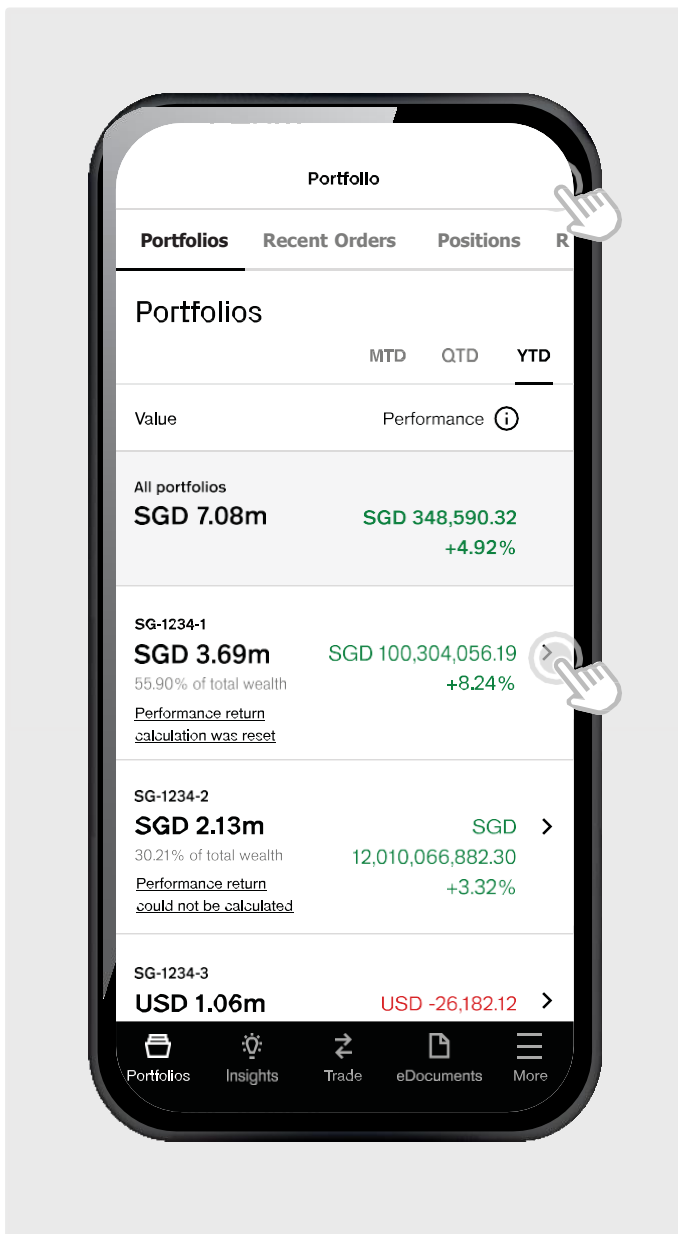 Portfolio
Portfolios Recent Orders Positions R
Portfolios
MTD QTD YTD
Value Performance
All portfolios
SGD 7.08m SGD 348,590.32
+4.92%
SG-1234-1
SGD 3.69m SGD 100,304,056.19
55.90% of total wealth +8.24%
Performance return
calculation was reset
SG-1234-2
SGD 2.13m SGD
30.21% of total wealth 12,010,066,882.30
Performance return +3.32%
could not be calculated
SG-1234-3
USD 1.06m USD -26,182.12
Portfolios Insights Trade eDocuments More